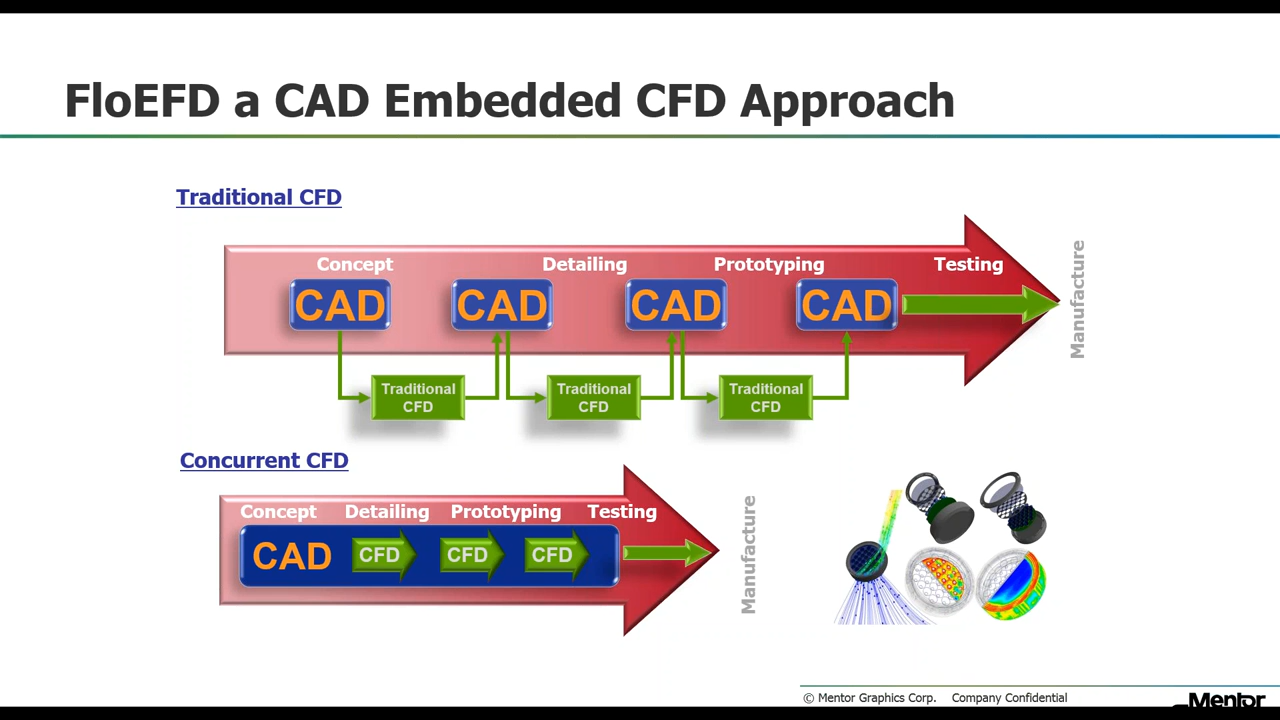 FloEFD a CAD Embedded CFD Approach
Traditional CFD
Concept Detailing Prototyping Testing
CAD CAD CAD CAD
Manufacture
Traditional CFD
Traditional CFD
Traditional CFD
Concurrent CFD
Concept Detailing Prototyping Testing
CAD CFD CFD CFD
Manufacture
© Mentor Graphics Corp. Company Confidential
Mentor